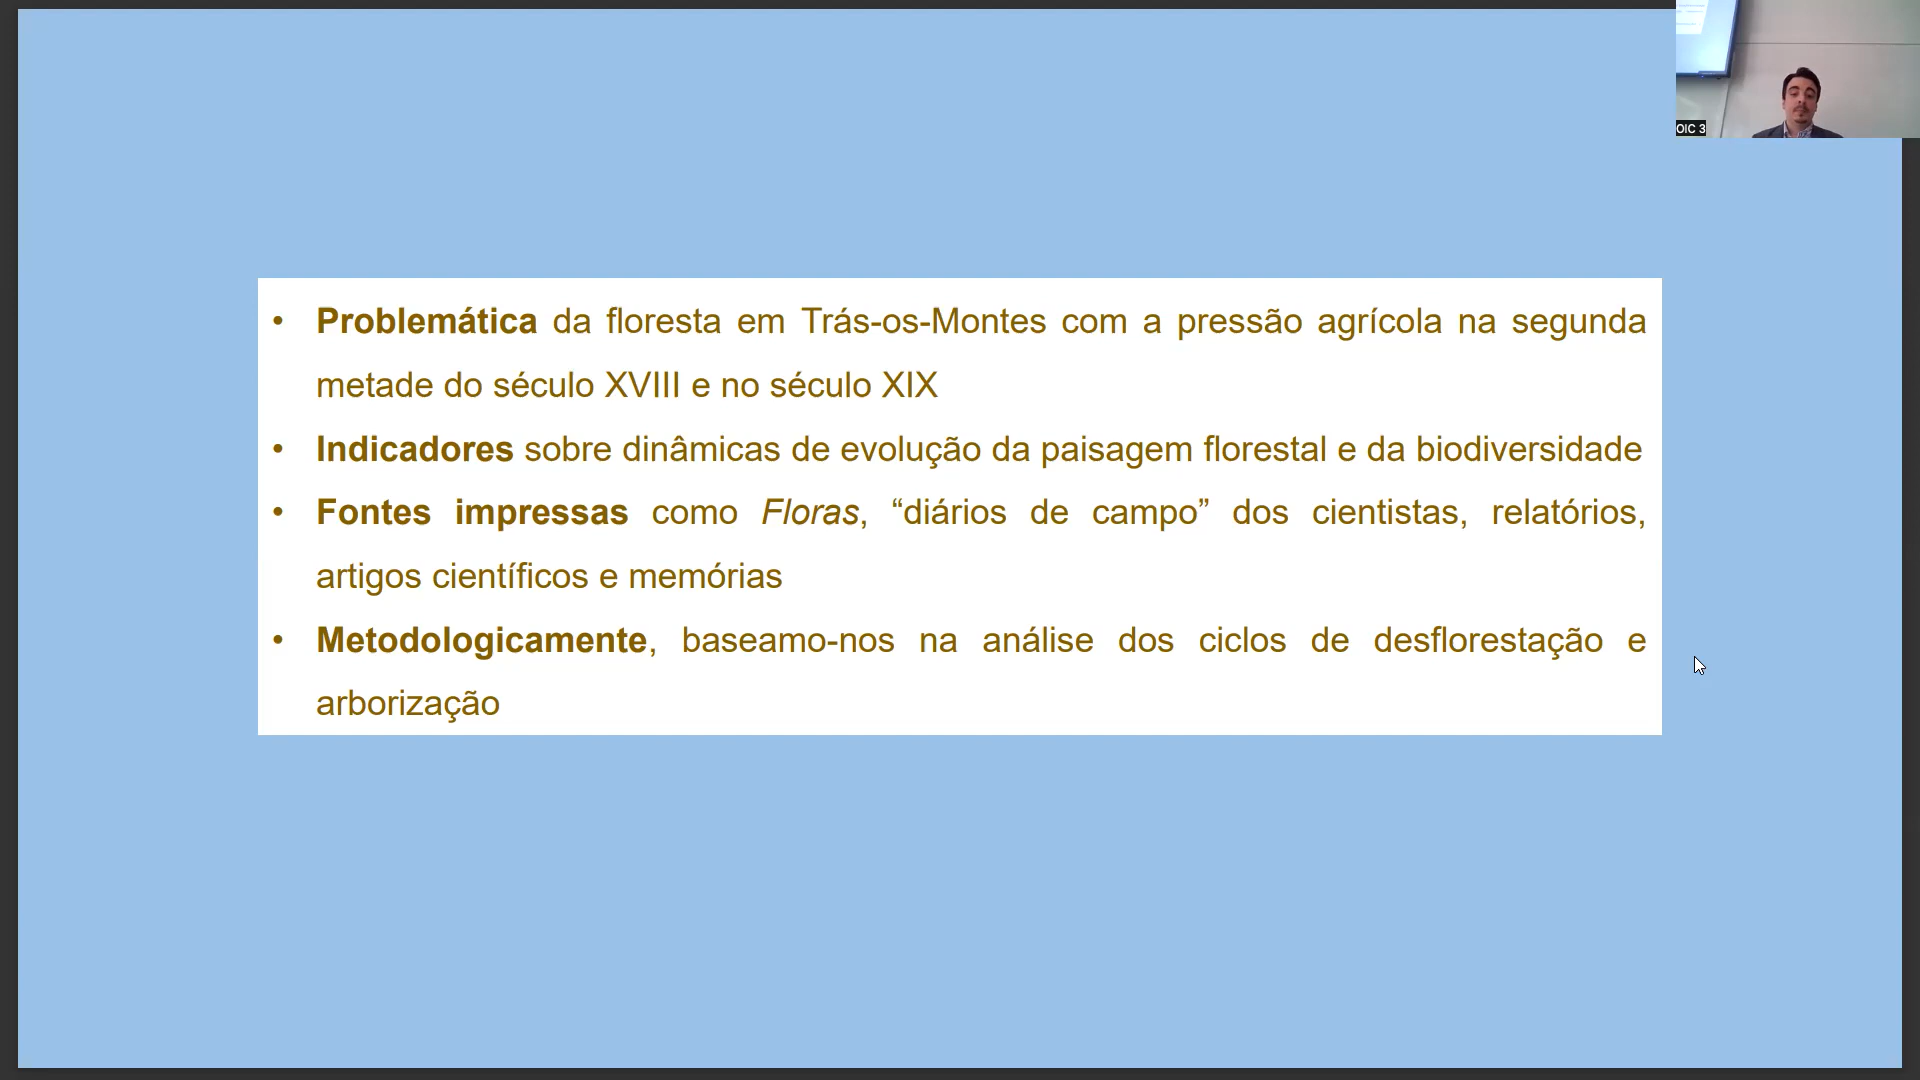 OIC 3
• Problemática da floresta em Trás-os-Montes com a pressão agrícola na segunda
metade do século XVIII e no século XIX
• Indicadores sobre dinâmicas de evolução da paisagem florestal e da biodiversidade
• Fontes impressas como Floras, “diários de campo” dos cientistas, relatórios,
artigos científicos e memórias
• Metodologicamente, baseamo-nos na análise dos ciclos de desflorestação e
arborização